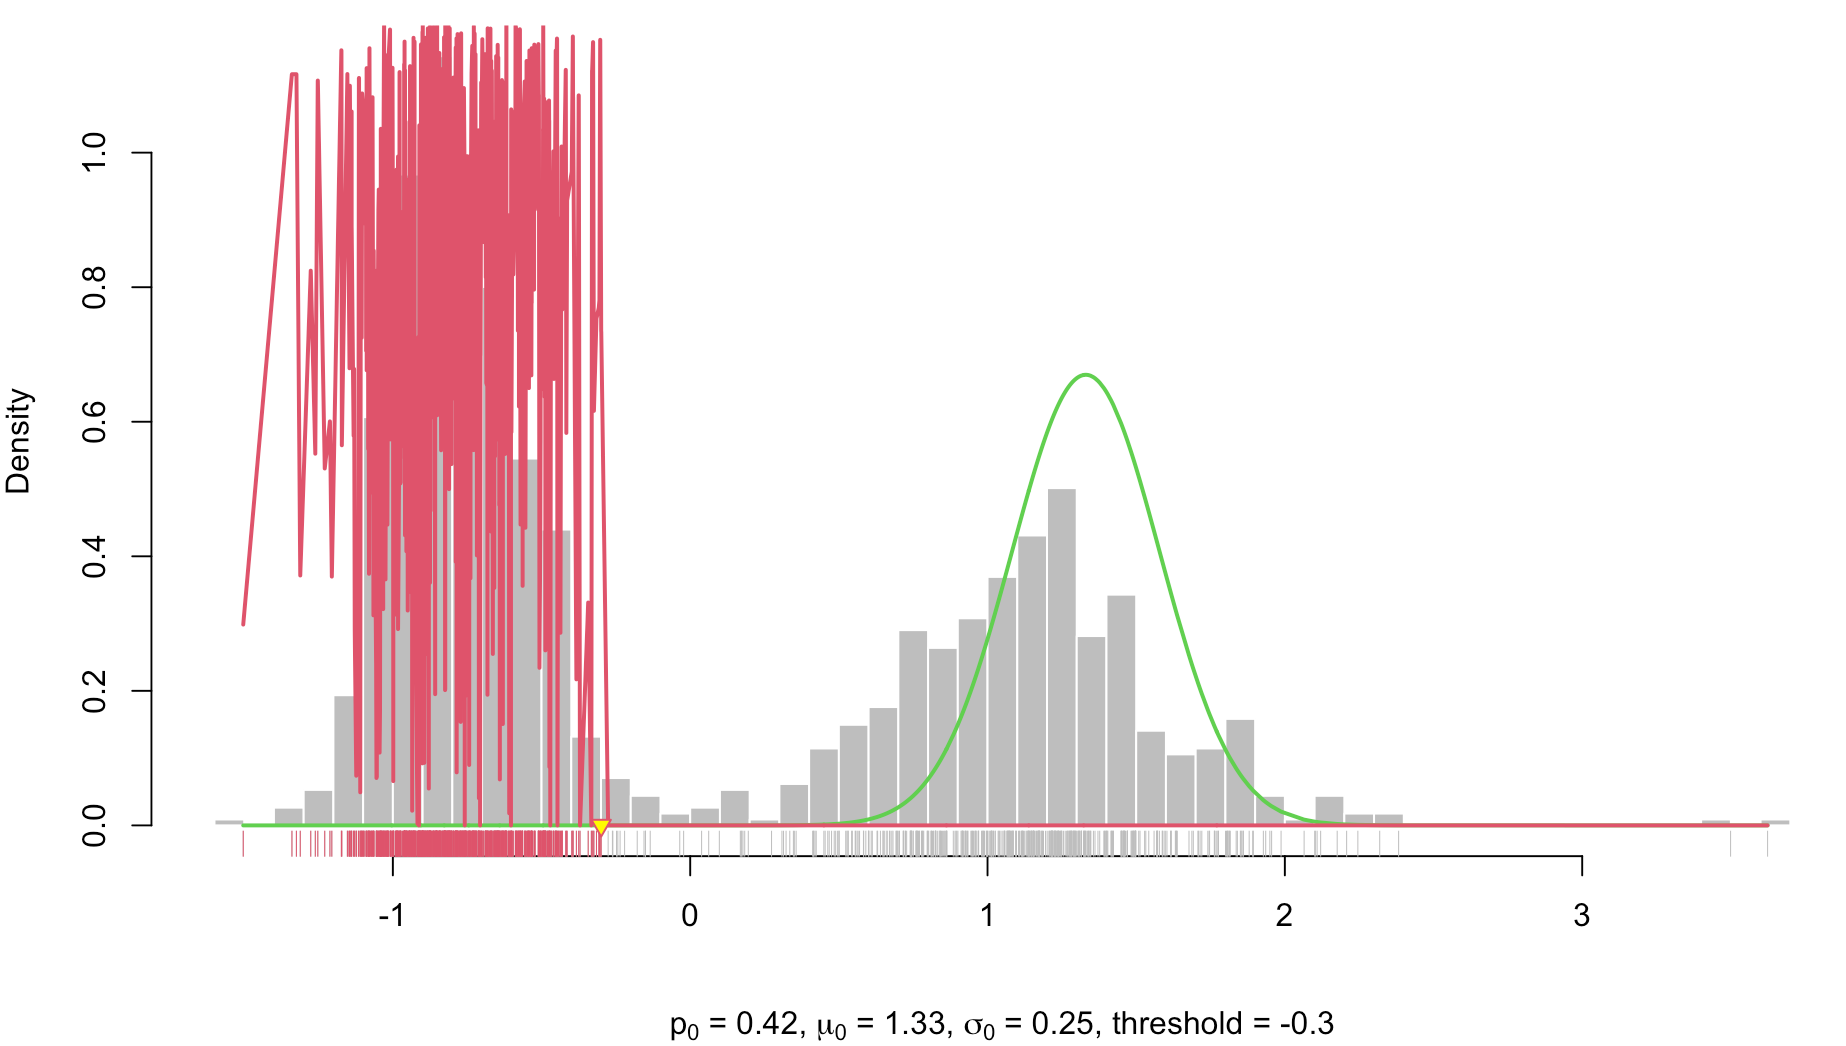 Density
1.0
0.8
0.6
0.4
0.2
0.0
-1 0 1 2 3
p₀ = 0.42, μ₀ = 1.33, σ₀ = 0.25, threshold = -0.3